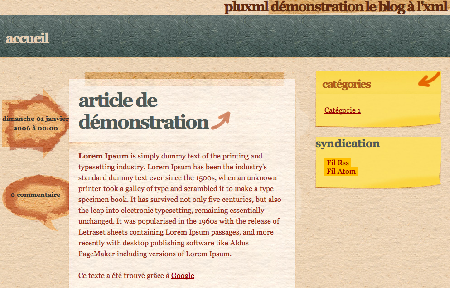 pluxml démonstration le blog à l'xml
accueil
dimanche 01 janvier
2006 à 00:00
0 commentaire
article de
démonstration
Lorem Ipsum is simply dummy text of the printing and
typesetting industry. Lorem Ipsum has been the industry's
standard dummy text ever since the 1500s, when an unknown
printer took a galley of type and scrambled it to make a type
specimen book. It has survived not only five centuries, but also
the leap into electronic typesetting, remaining essentially
unchanged. It was popularised in the 1960s with the release of
Letraset sheets containing Lorem Ipsum passages, and more
recently with desktop publishing software like Aldus
PageMaker including versions of Lorem Ipsum.
Ce texte a été trouvé grâce à Google
catégories
Catégorie 1
syndication
Fil Rss
Fil Atom